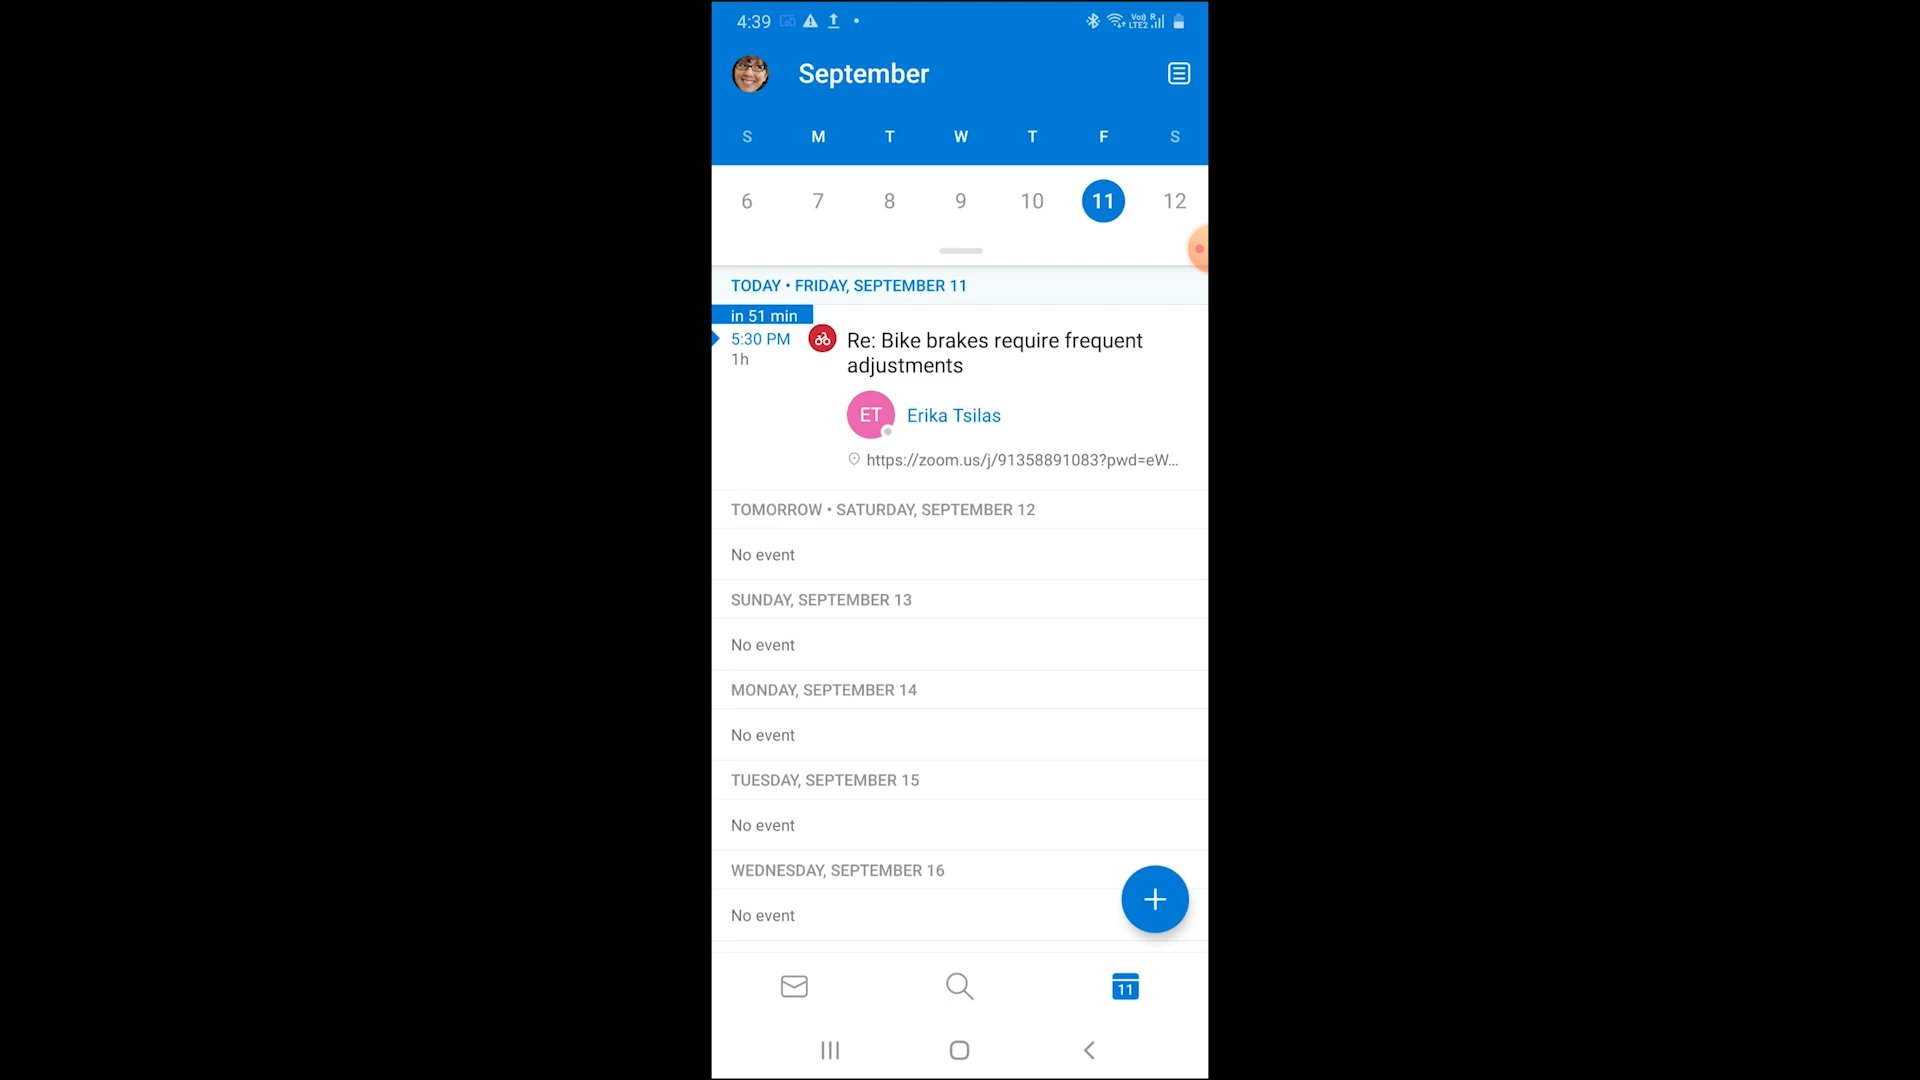 4:39
Vo)) R
LTE2
September
S M T W T F S
6 7 8 9 10 11 12
TODAY • FRIDAY, SEPTEMBER 11
in 51 min
5:30 PM
1h
Re: Bike brakes require frequent
adjustments
ET
Erika Tsilas
https://zoom.us/j/91358891083?pwd=eW...
TOMORROW • SATURDAY, SEPTEMBER 12
No event
SUNDAY, SEPTEMBER 13
No event
MONDAY, SEPTEMBER 14
No event
TUESDAY, SEPTEMBER 15
No event
WEDNESDAY, SEPTEMBER 16
No event
11